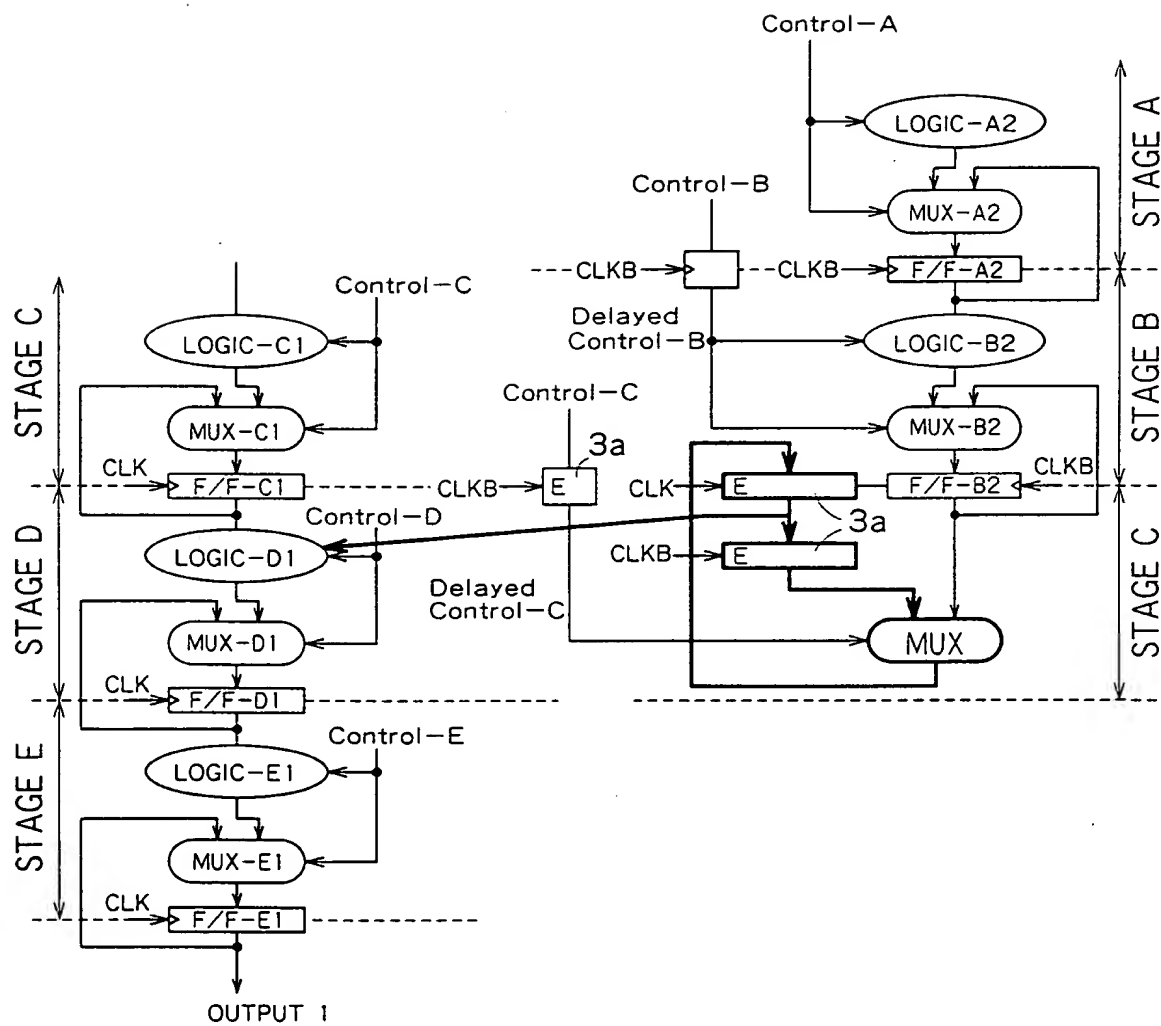 Control-A
LOGIC-A2
STAGE A
Control-B
MUX-A2
CLKB
CLKB
F/F-A2
Control-C
Delayed
Control-B
LOGIC-C1
LOGIC-B2
STAGE C
STAGE B
Control-C
MUX-C1
MUX-B2
3a
CLK
F/F-C1
CLKB
E
CLK
E
F/F-B2
CLKB
Control-D
3a
LOGIC-D1
CLKB
E
STAGE D
Delayed
Control-C
STAGE C
MUX-D1
MUX
CLK
F/F-D1
Control-E
LOGIC-E1
STAGE E
MUX-E1
CLK
F/F-E1
OUTPUT 1